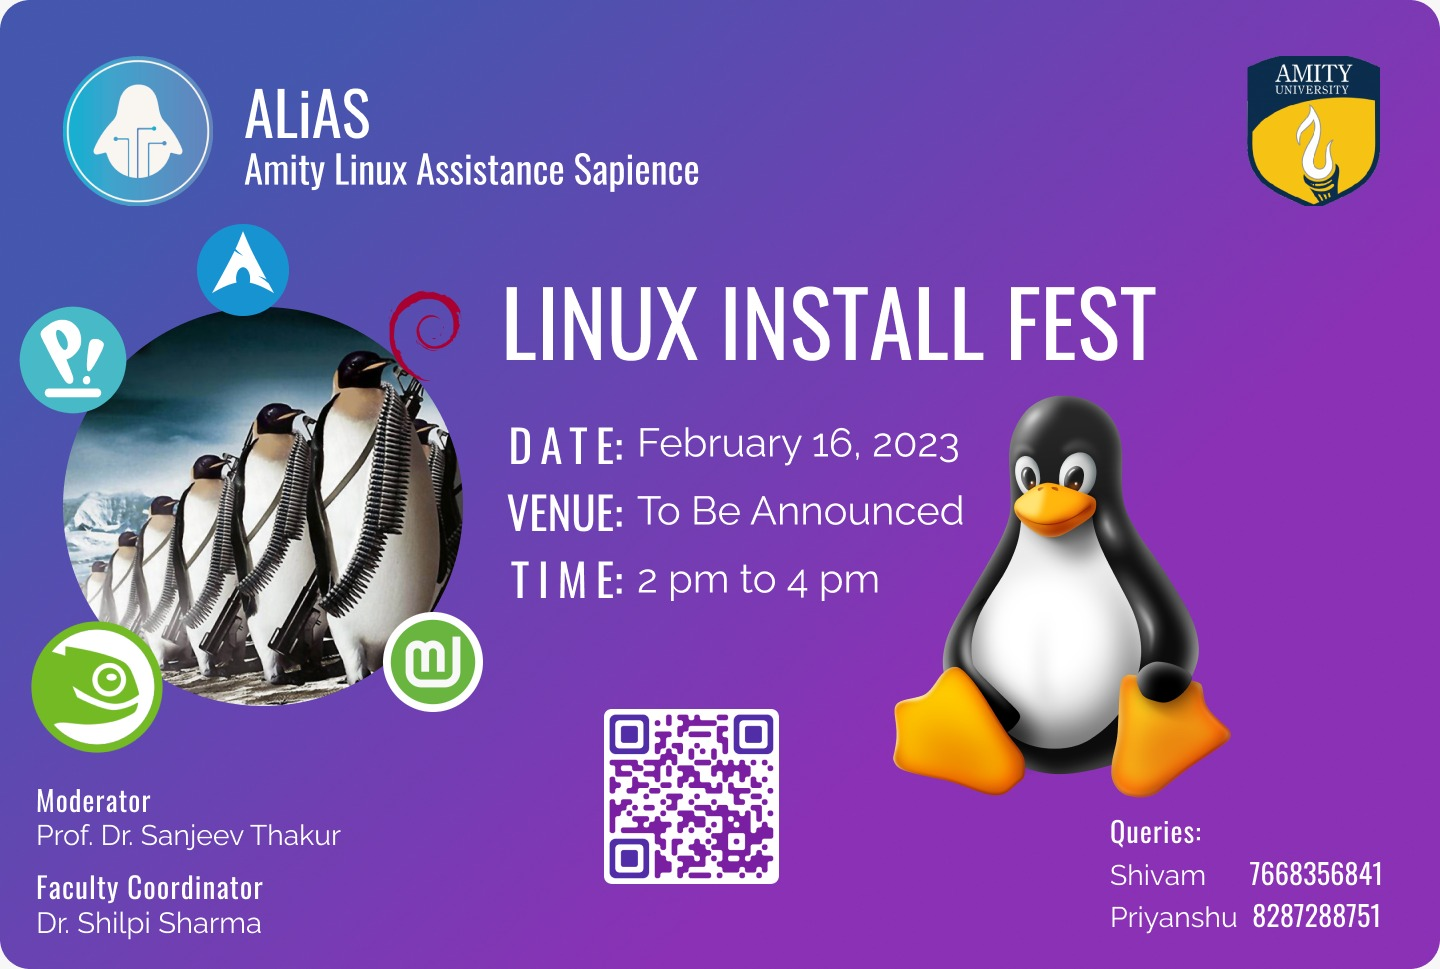 ALiAS
Amity Linux Assistance Sapience
AMITY
UNIVERSITY
P!
LINUX INSTALL FEST
DATE: February 16, 2023
VENUE: To Be Announced
TIME: 2 pm to 4 pm
Moderator
Prof. Dr. Sanjeev Thakur
Faculty Coordinator
Dr. Shilpi Sharma
Queries:
Shivam 7668356841
Priyanshu 8287288751